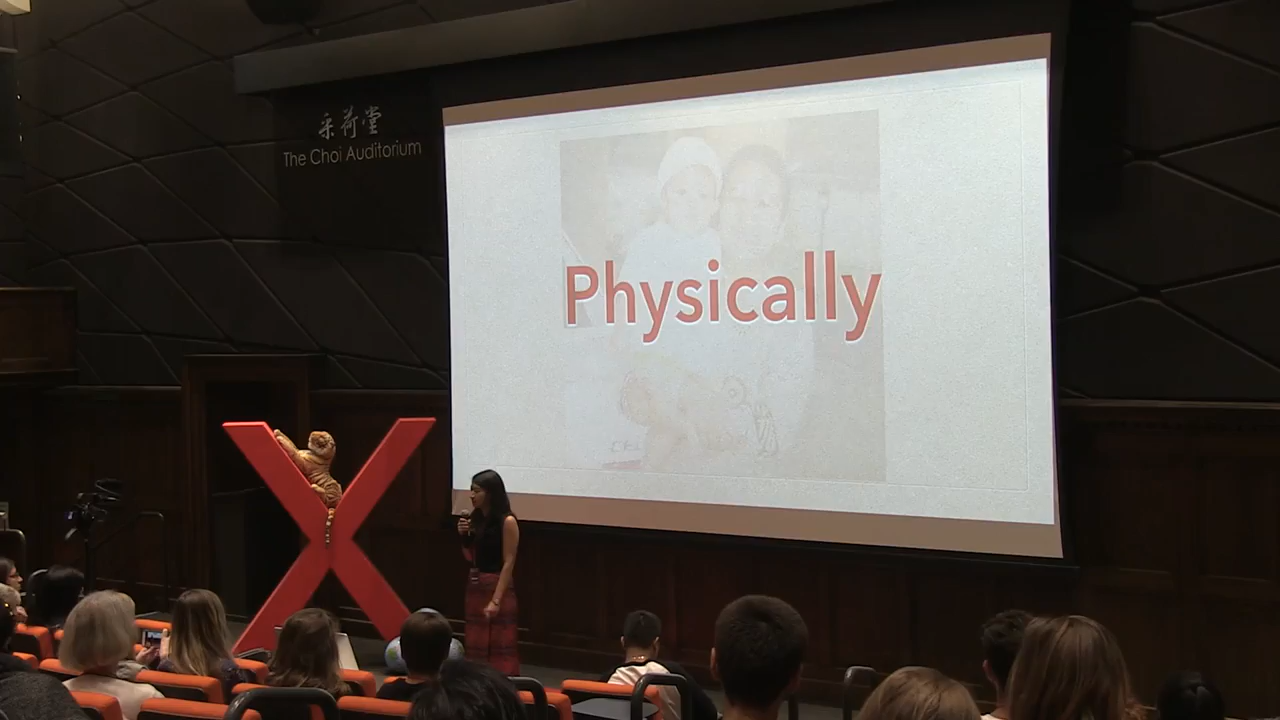 采荷堂
The Choi Auditorium
Physically
X